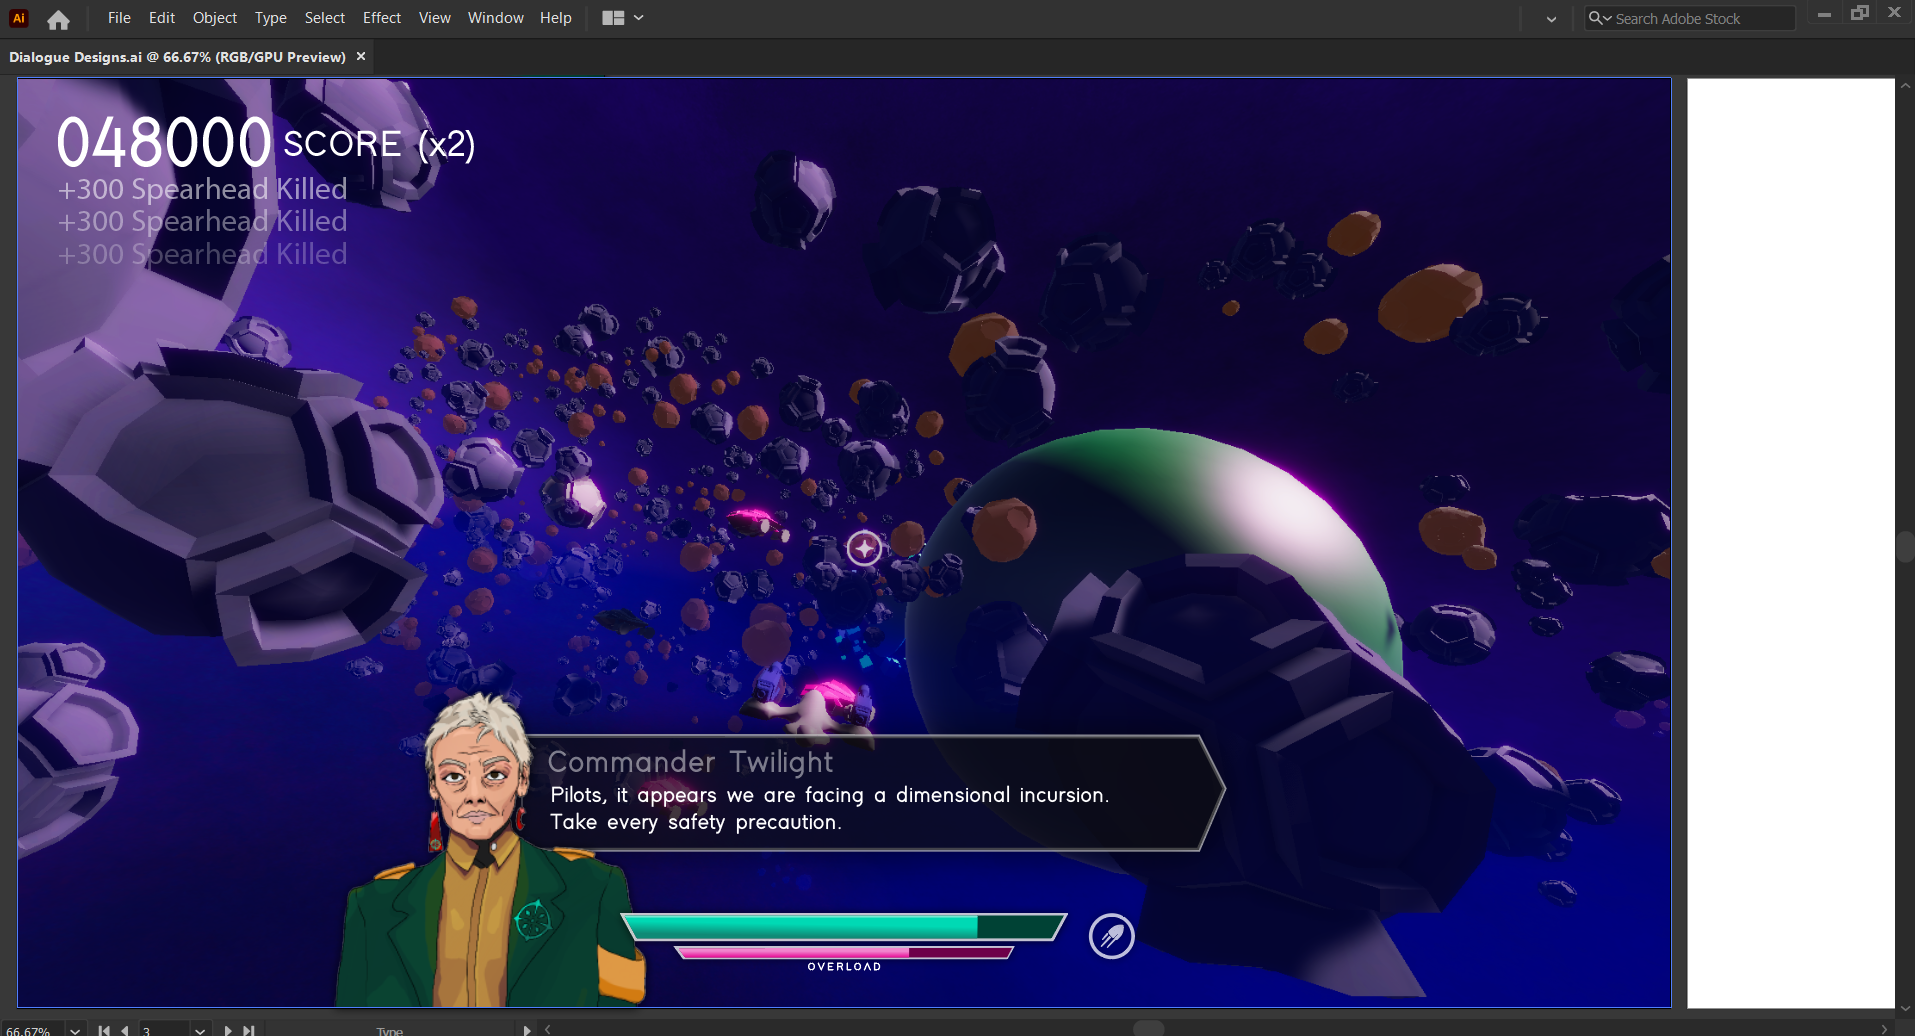 Ai
File Edit Object Type Select Effect View Window Help
Search Adobe Stock
Dialogue Designs.ai @ 66.67% (RGB/GPU Preview)
048000 SCORE (x2)
+300 Spearhead Killed
+300 Spearhead Killed
+300 Spearhead Killed
Commander Twilight
Pilots, it appears we are facing a dimensional incursion.
Take every safety precaution.
OVERLOAD
66.67% 3 Type